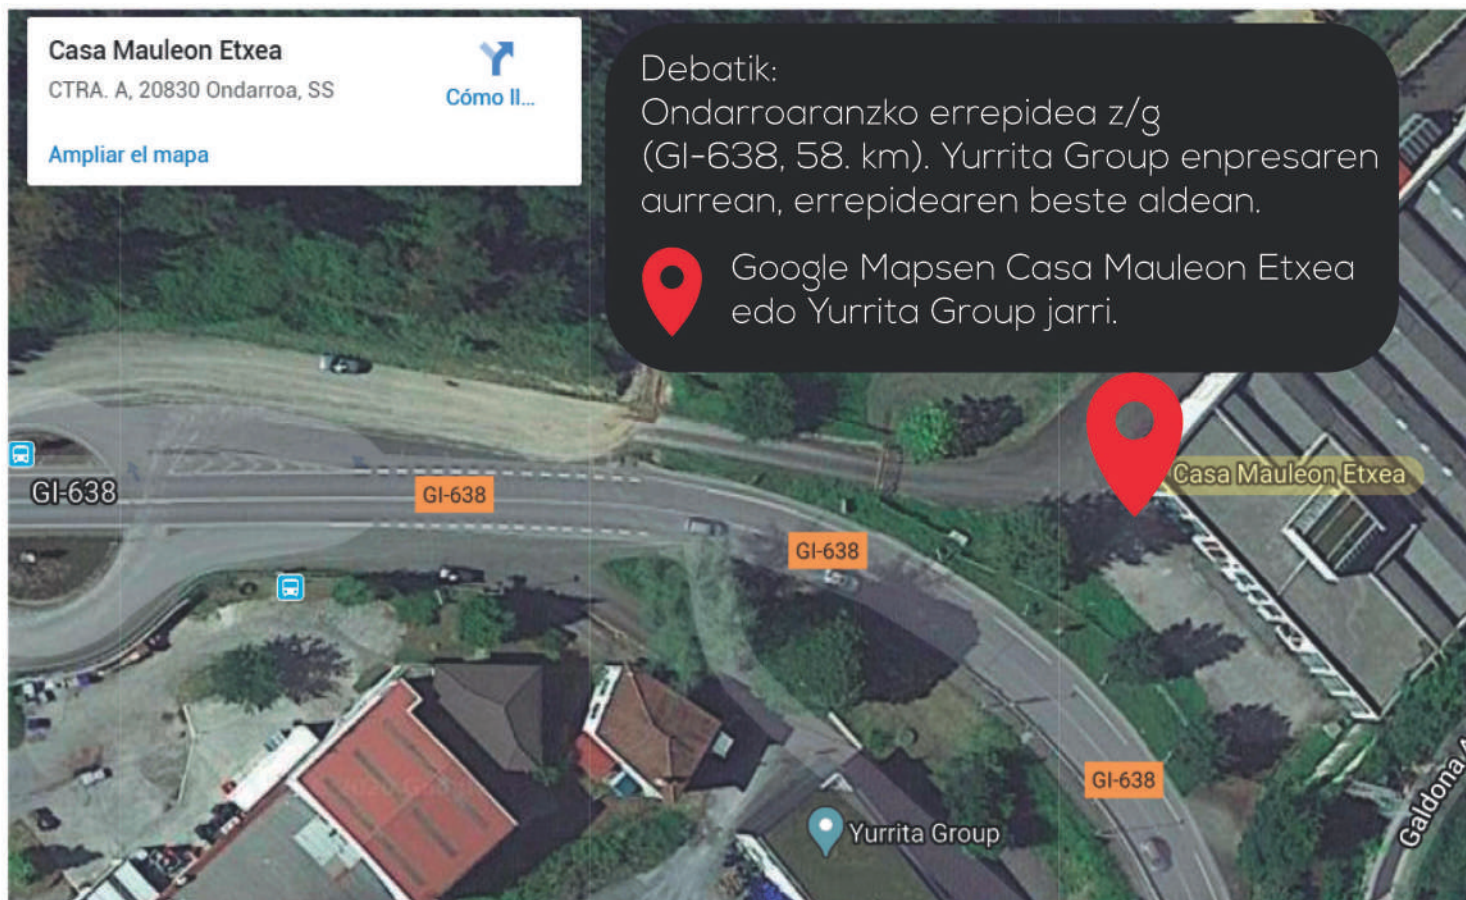 Casa Mauleon Etxea
CTRA. A, 20830 Ondarroa, SS
Cómo ll...
Ampliar el mapa
Debatik:
Ondarroaranzko errepidea z/g
(GI-638, 58. km). Yurrita Group enpresaren
aurrean, errepidearen beste aldean.
Google Mapsen Casa Mauleon Etxea
edo Yurrita Group jarri.
Casa Mauleon Etxea
GI-638
GI-638
GI-638
GI-638
Yurrita Group
Galdona